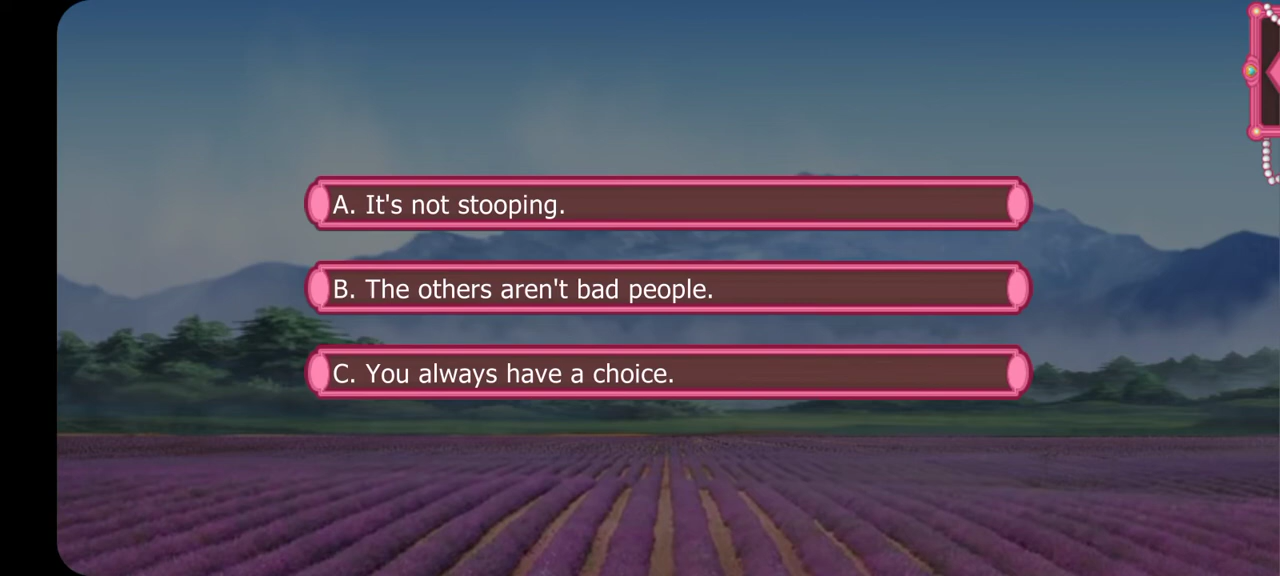 A. It's not stooping.
B. The others aren't bad people.
C. You always have a choice.